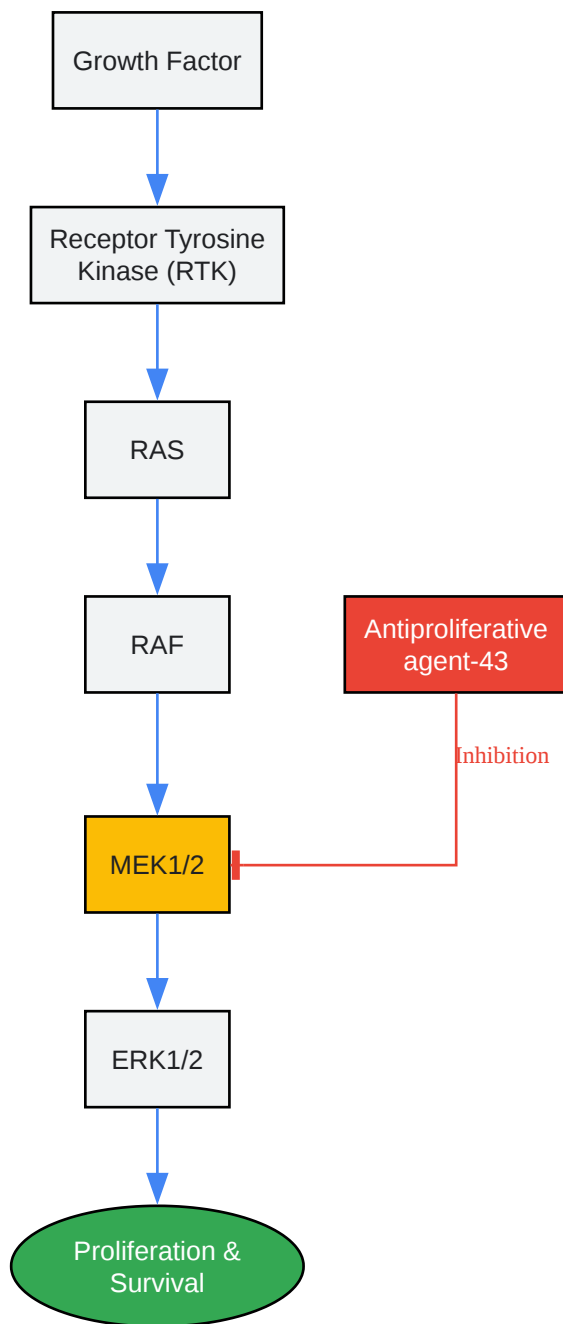 Growth Factor
Receptor Tyrosine
Kinase (RTK)
RAS
RAF
Antiproliferative
agent-43
Inhibition
MEK1/2
ERK1/2
Proliferation &
Survival